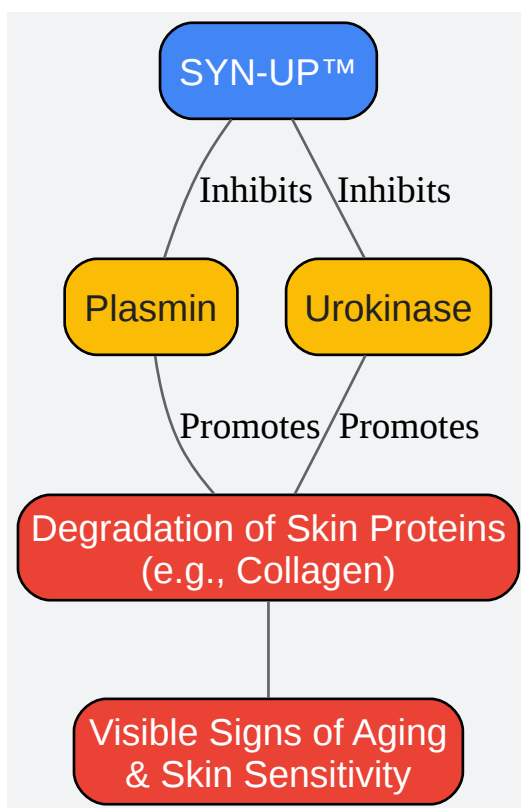 SYN-UP™
Inhibits Inhibits
Plasmin Urokinase
Promotes Promotes
Degradation of Skin Proteins
(e.g., Collagen)
Visible Signs of Aging
& Skin Sensitivity